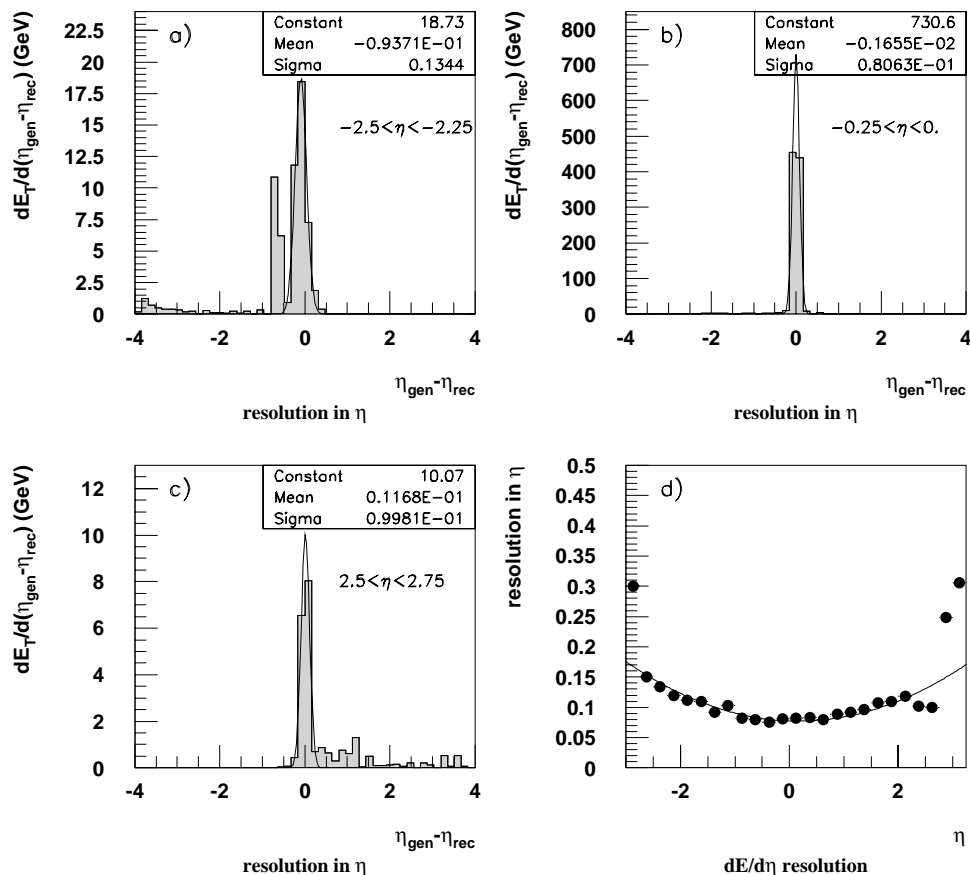 a)
Constant 18.73
Mean -0.9371E-01
Sigma 0.1344
-2.5<η<-2.25
dE_T/d(η_gen-η_rec) (GeV)
22.5
20
17.5
15
12.5
10
7.5
5
2.5
0
-4 -2 0 2 4
η_gen-η_rec
resolution in η
b)
Constant 730.6
Mean -0.1655E-02
Sigma 0.8063E-01
-0.25<η<0.
dE_T/d(η_gen-η_rec) (GeV)
800
700
600
500
400
300
200
100
0
-4 -2 0 2 4
η_gen-η_rec
resolution in η
c)
Constant 10.07
Mean 0.1168E-01
Sigma 0.9981E-01
2.5<η<2.75
dE_T/d(η_gen-η_rec) (GeV)
12
10
8
6
4
2
0
-4 -2 0 2 4
η_gen-η_rec
resolution in η
d)
resolution in η
0.5
0.45
0.4
0.35
0.3
0.25
0.2
0.15
0.1
0.05
0
-2 0 2
η
dE/dη resolution